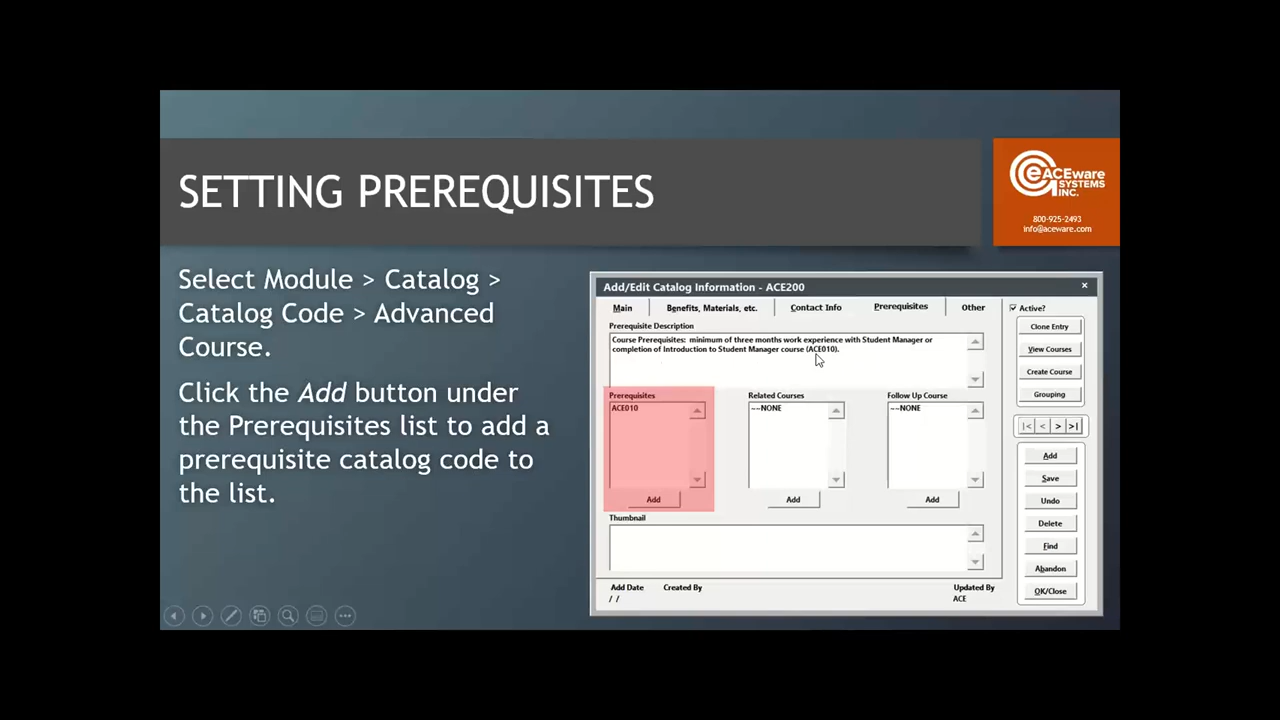 SETTING PREREQUISITES
eACEware
SYSTEMS
INC.
800-925-2493
info@aceware.com
Select Module > Catalog >
Catalog Code > Advanced
Course.
Click the Add button under
the Prerequisites list to add a
prerequisite catalog code to
the list.
Add/Edit Catalog Information - ACE200
Main
Benefits, Materials, etc.
Contact Info
Prerequisites
Other
Active?
Prerequisite Description
Course Prerequisites: minimum of three months work experience with Student Manager or
completion of Introduction to Student Manager course (ACE010).
Prerequisites
Related Courses
Follow Up Course
ACE010
~~NONE
~~NONE
Add
Add
Add
Thumbnail
Add Date
Created By
Updated By
/ /
ACE
Clone Entry
View Courses
Create Course
Grouping
|< < > >|
Add
Save
Undo
Delete
Find
Abandon
OK/Close